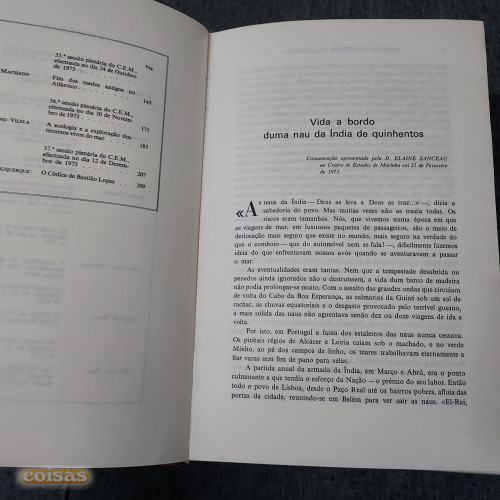 PÁG.
35.ª sessão plenária do C.E.M.,
efectuada no dia 24 de Outubro
de 1973
MACHADO
Fim dos medos antigos no
Atlântico
143
36.ª sessão plenária do C.E.M.,
efectuada no dia 30 de Novem-
bro de 1973
171
NO VILELA
A ecologia e a exploração dos
recursos vivos do mar
183
37.ª sessão plenária do C.E.M.,
efectuada no dia 12 de Dezem-
bro de 1973
207
BUQUERQUE:
O Códice de Bastião Lopes
209
Vida a bordo
duma nau da Índia de quinhentos
Comunicação apresentada pela D. ELAINE SANCEAU
ao Centro de Estudos de Marinha em 21 de Fevereiro
de 1973.
«As naus da Índia — Deus as leva e Deus as traz...» —, dizia a
sabedoria do povo. Mas muitas vezes não as trazia todas. Os
riscos eram tamanhos. Nós, que vivemos numa época em que
as viagens de mar, em luxuosos paquetes de passageiros, são o meio de
deslocação mais seguro que existe no mundo, mais seguro na verdade do
que o comboio — que do automóvel nem se fala! —, dificilmente fazemos
ideia do que enfrentavam nossos avós quando se aventuravam a passar
o mar.
As eventualidades eram tantas. Nem que a tempestade desabrida ou
penedos ainda ignorados não o destruíssem, a vida dum barco de madeira
não podia prolongar-se muito. Com o assalto das grandes ondas que circulam
de volta do Cabo da Boa Esperança, as calmarias da Guiné sob um sol de
brasas, chuvas equatoriais e o desgasto provocado pelo terrível gusano,
a mais sólida das naus não aguentava senão dez ou doze viagens de ida e
volta.
Por isto, em Portugal a faina dos estaleiros das naus nunca cessava.
Os pinhais régios de Alcácer e Leiria caíam sob o machado, e no verde
Minho, ao pé dos campos de linho, os teares trabalhavam eternamente a
fiar varas sem fim de pano para velas.
A partida anual da armada da Índia, em Março e Abril, era o ponto
culminante a que tendia o esforço da Nação — o prémio do seu labor. Então
todo o povo de Lisboa, desde o Paço Real até os bairros pobres, afluía das
portas da cidade, reunindo-se em Belém para ver sair as naus. «El-Rei,
coisas